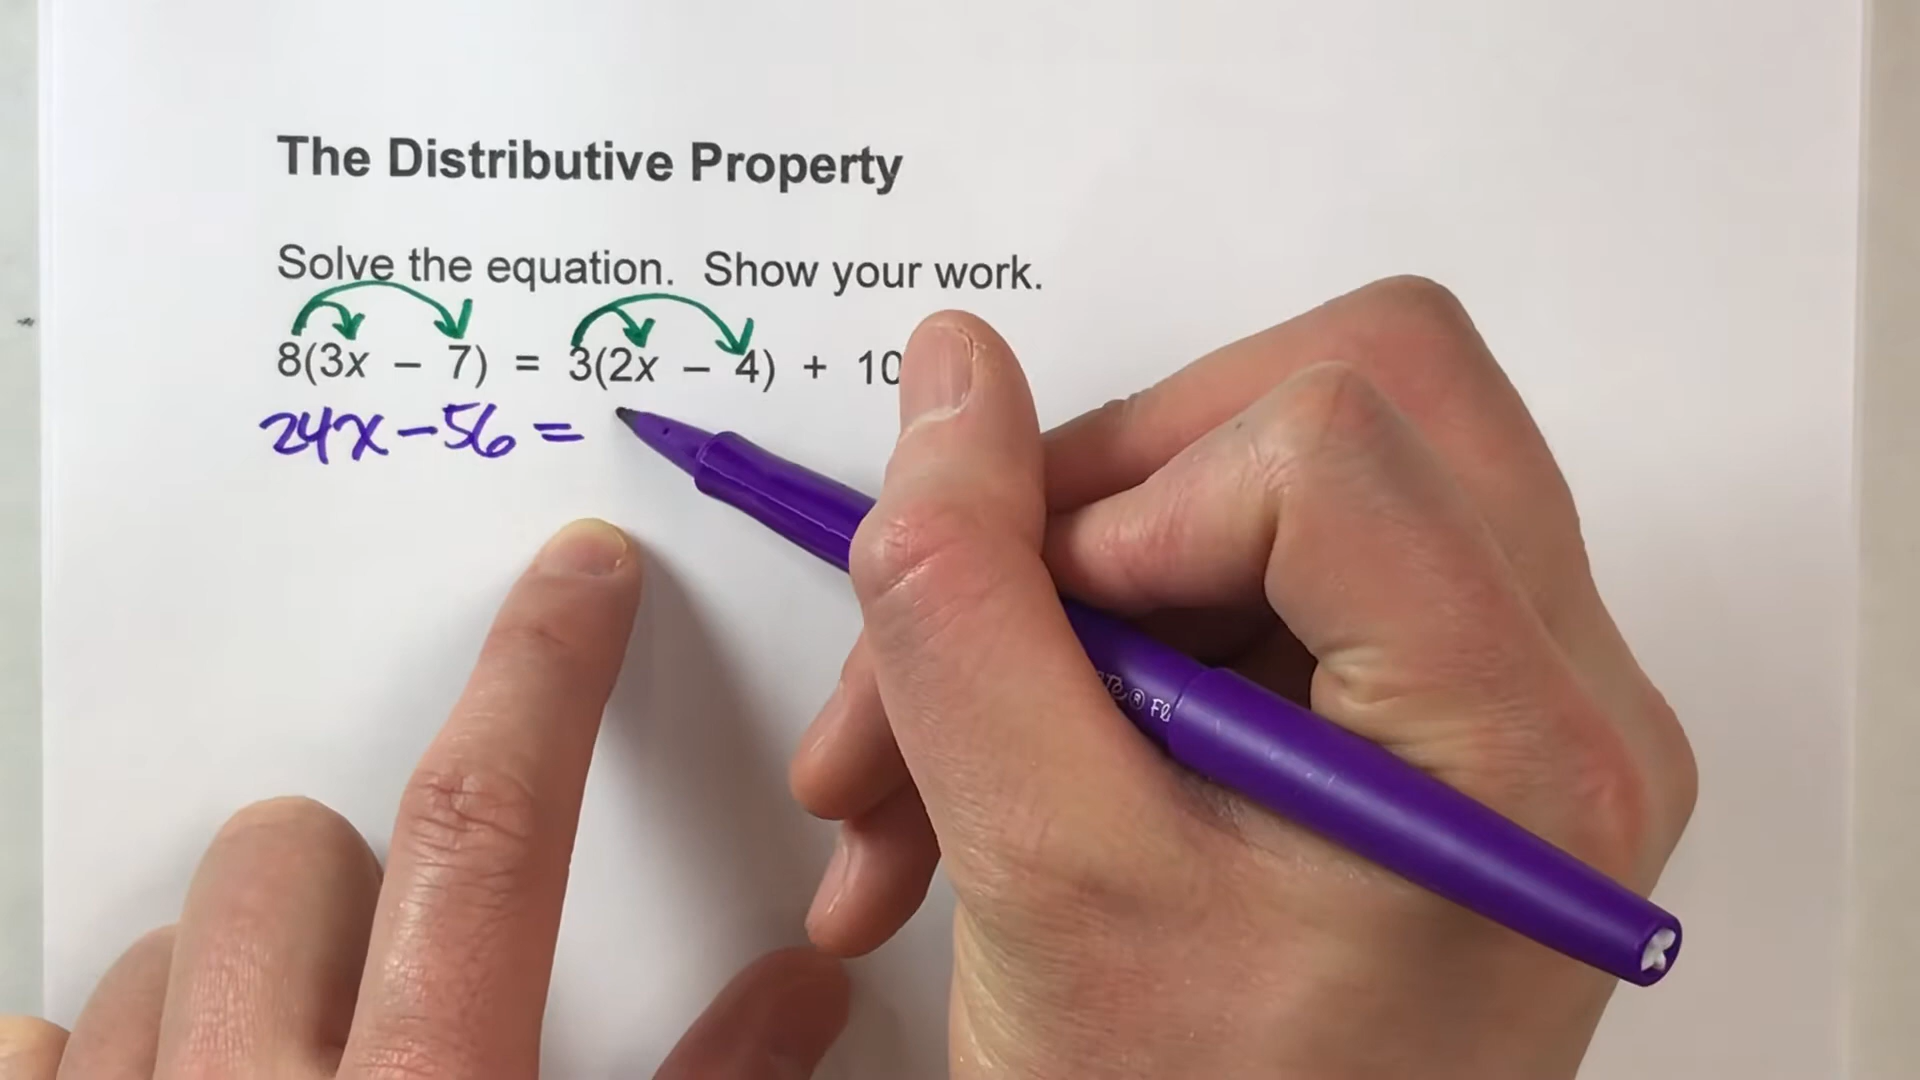 The Distributive Property
Solve the equation. Show your work.
8(3x – 7) = 3(2x – 4) + 10
24x – 56 =